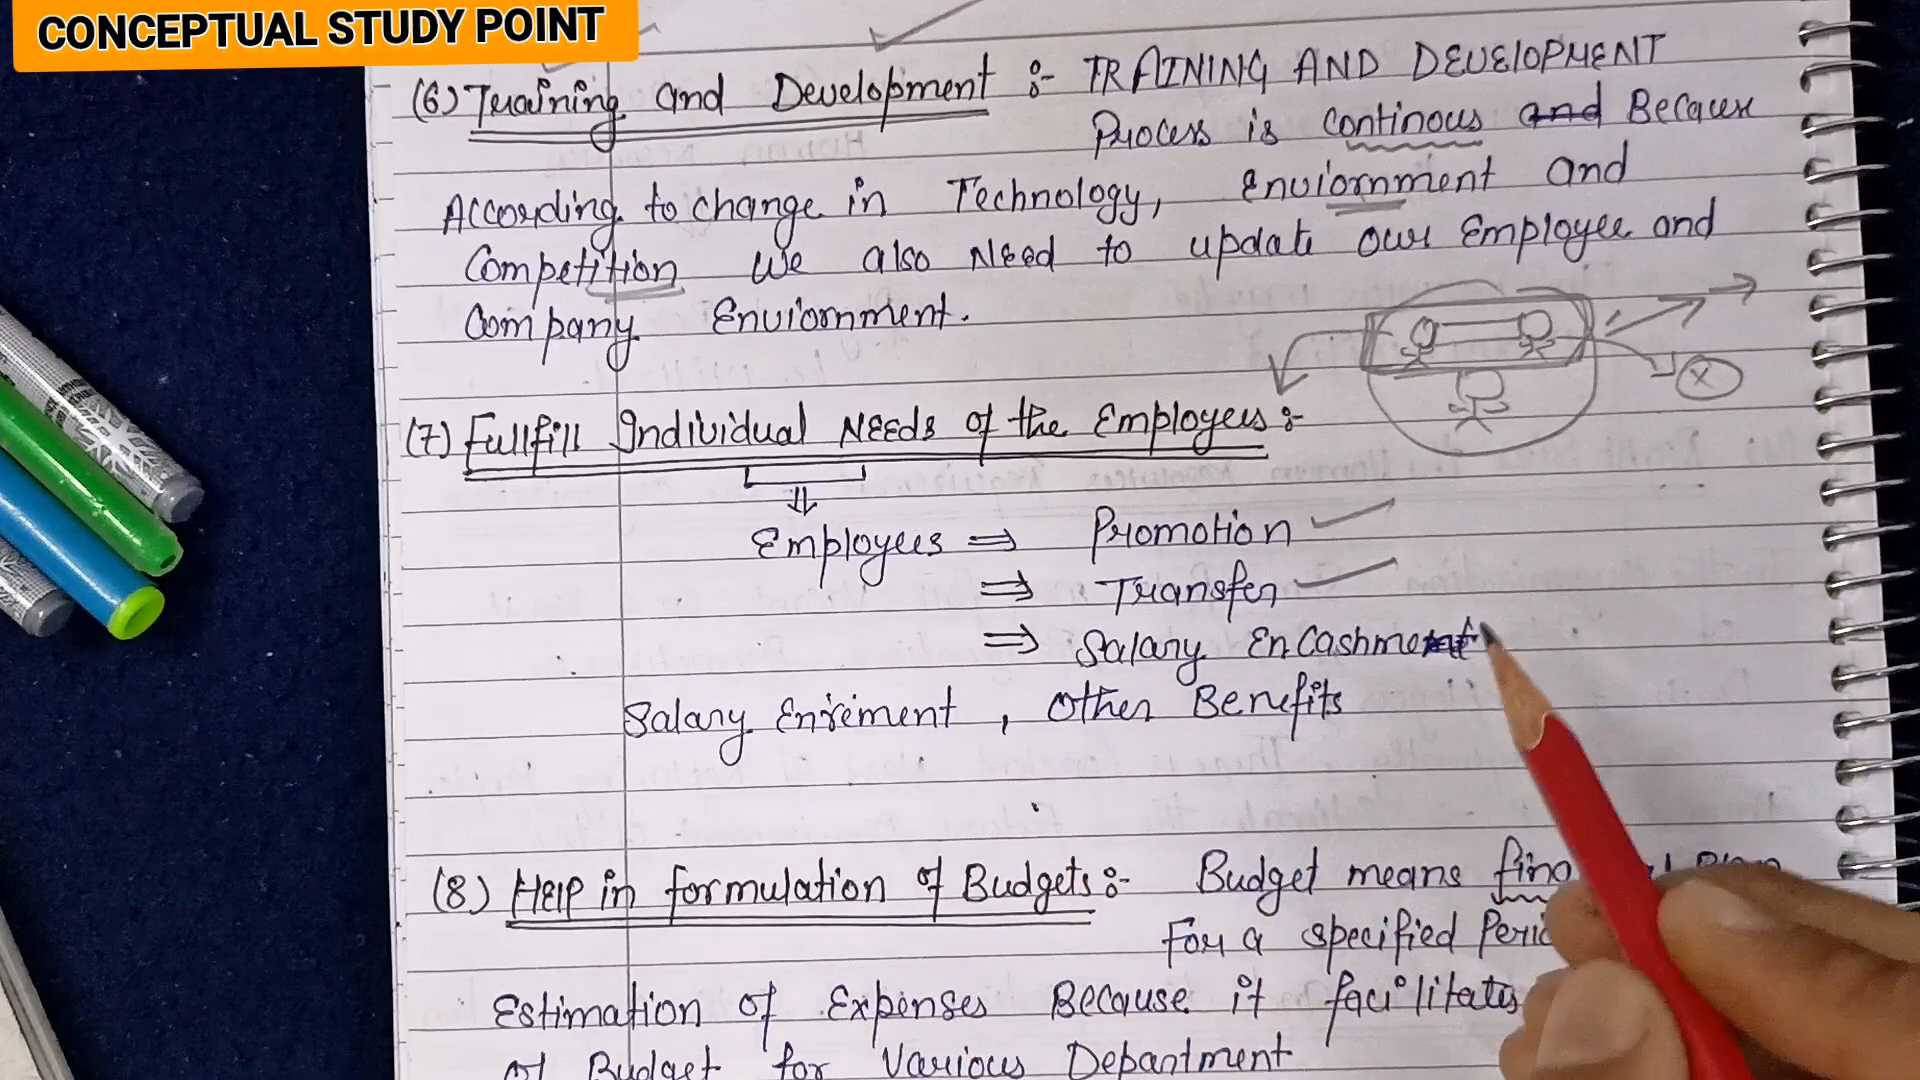 CONCEPTUAL STUDY POINT
(6) Training and Development :- TRAINING AND DEVELOPMENT
Process is continous and Because
According to change in Technology, Enviornment and
Competition we also Need to update our Employee and
Company Enviornment.
(7) Fullfill Individual NEEds of the Employees :-
Employees ⇒ Promotion
⇒ Transfer
⇒ Salary Encashment
Salary Enrement , Other Benefits
(8) HElp in formulation of Budgets :- Budget means
For a specified
Estimation of Expenses Because it facilitates
of Budget for Various Department